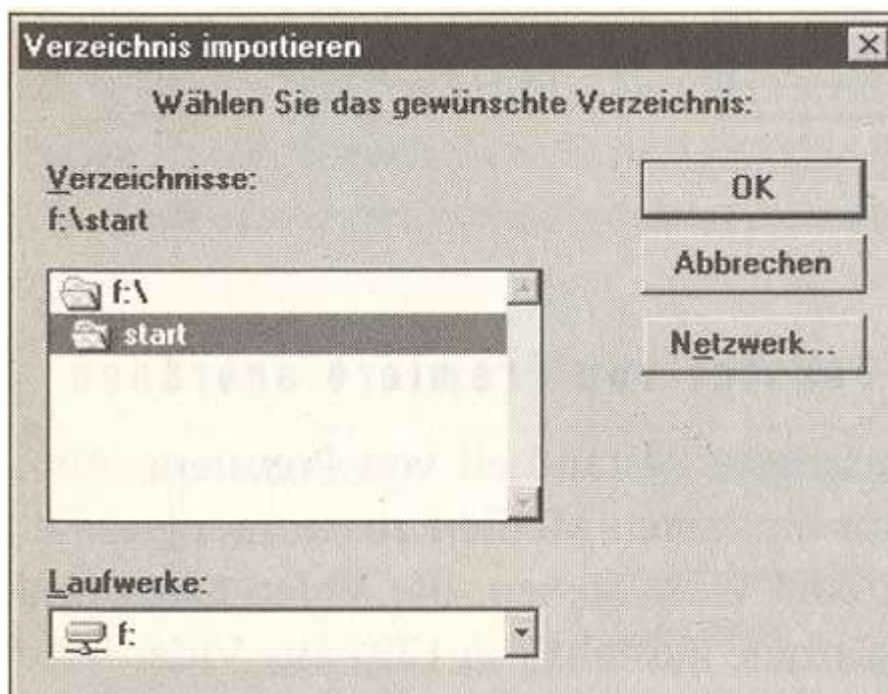 Verzeichnis importieren
Wählen Sie das gewünschte Verzeichnis:
Verzeichnisse:
f:\start
f:\
start
OK
Abbrechen
Netzwerk...
Laufwerke:
f: